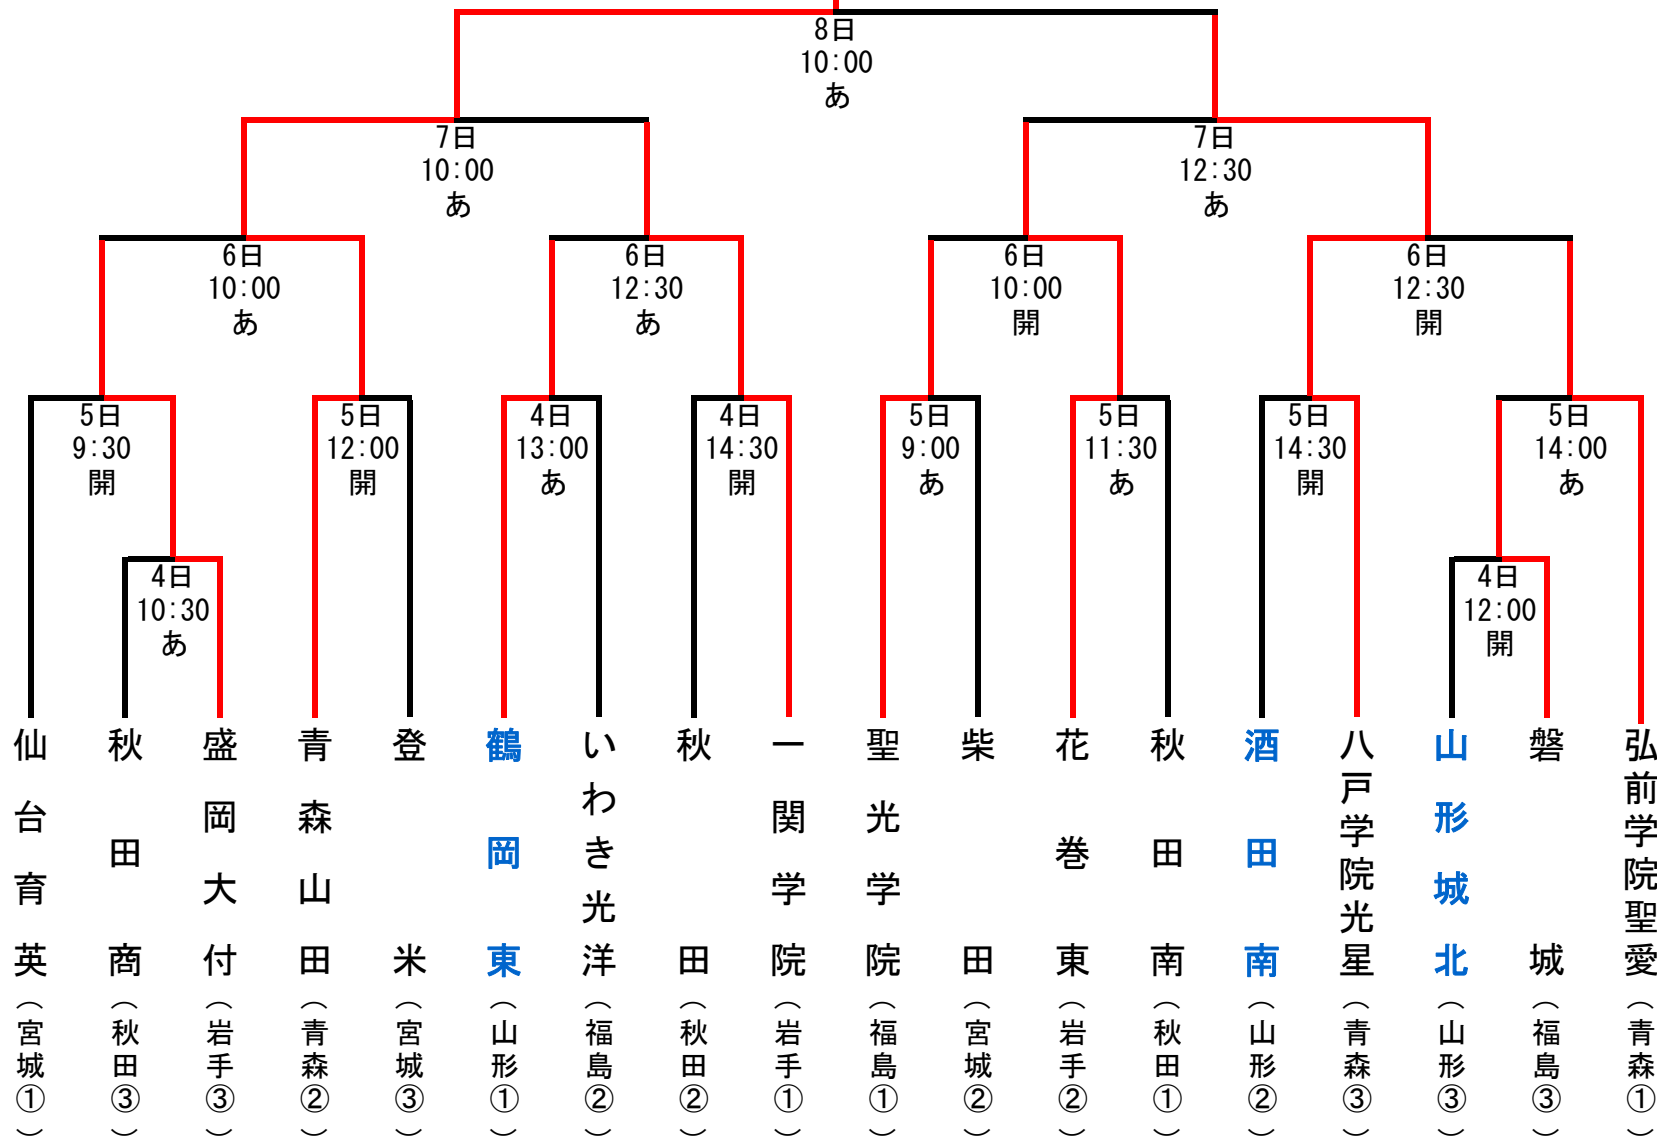 8日
10:00
あ
7日
10:00
あ
7日
12:30
あ
6日
10:00
あ
6日
12:30
あ
6日
10:00
開
6日
12:30
開
5日
9:30
開
5日
12:00
開
4日
13:00
あ
4日
14:30
開
5日
9:00
あ
5日
11:30
あ
5日
14:30
開
5日
14:00
あ
4日
10:30
あ
4日
12:00
開
仙台育英(宮城①)
秋田商(秋田③)
盛岡大付(岩手③)
青森山田(青森②)
登米(宮城③)
鶴岡東(山形①)
いわき光洋(福島②)
秋田(秋田②)
一関学院(岩手①)
聖光学院(福島①)
柴田(宮城②)
花巻東(岩手②)
秋田南(秋田①)
酒田南(山形②)
八戸学院光星(青森③)
山形城北(山形③)
磐城(福島③)
弘前学院聖愛(青森①)